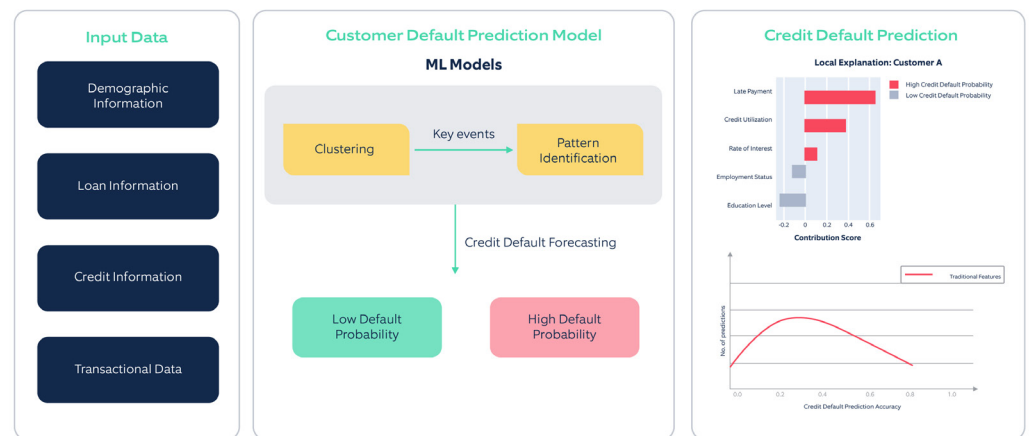 Input Data
Demographic
Information
Loan Information
Credit Information
Transactional Data
Customer Default Prediction Model
ML Models
Clustering
Key events
Pattern
Identification
Credit Default Forecasting
Low Default
Probability
High Default
Probability
Credit Default Prediction
Local Explanation: Customer A
High Credit Default Probability
Low Credit Default Probability
Late Payment
Credit Utilization
Rate of Interest
Employment Status
Education Level
-0.2 0 0.2 0.4 0.6
Contribution Score
Traditional Features
No. of predictions
0.0 0.2 0.4 0.6 0.8 1.0
Credit Default Prediction Accuracy